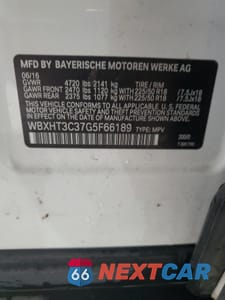 MFD BY BAYERISCHE MOTOREN WERKE AG
06/16
GVWR 4720 LBS 2141 KG TIRE / RIM
GAWR FRONT 2470 LBS 1120 KG WITH 225/50 R18 /7.5Jx18
GAWR REAR 2375 LBS 1077 KG WITH 225/50 R18 /7.5Jx18
THIS VEHICLE CONFORMS TO ALL APPLICABLE FEDERAL MOTOR
VEHICLE SAFETY, BUMPER AND THEFT PREVENTION STANDARDS
IN EFFECT ON THE DATE OF MANUFACTURE SHOWN ABOVE.
WBXHT3C37G5F66189 TYPE: MPV
66 NEXTCAR